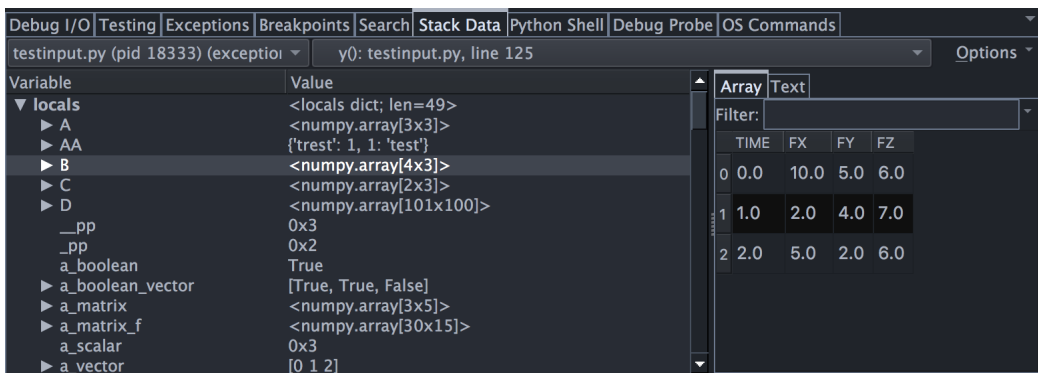 Debug I/O Testing Exceptions Breakpoints Search Stack Data Python Shell Debug Probe OS Commands
testinput.py (pid 18333) (exceptior y(): testinput.py, line 125 Options
Variable Value
locals <locals dict; len=49>
A <numpy.array[3x3]>
AA {'trest': 1, 1: 'test'}
B <numpy.array[4x3]>
C <numpy.array[2x3]>
D <numpy.array[101x100]>
__pp 0x3
_pp 0x2
a_boolean True
a_boolean_vector [True, True, False]
a_matrix <numpy.array[3x5]>
a_matrix_f <numpy.array[30x15]>
a_scalar 0x3
a_vector [0 1 2]
Array Text
Filter:
TIME FX FY FZ
0 0.0 10.0 5.0 6.0
1 1.0 2.0 4.0 7.0
2 2.0 5.0 2.0 6.0